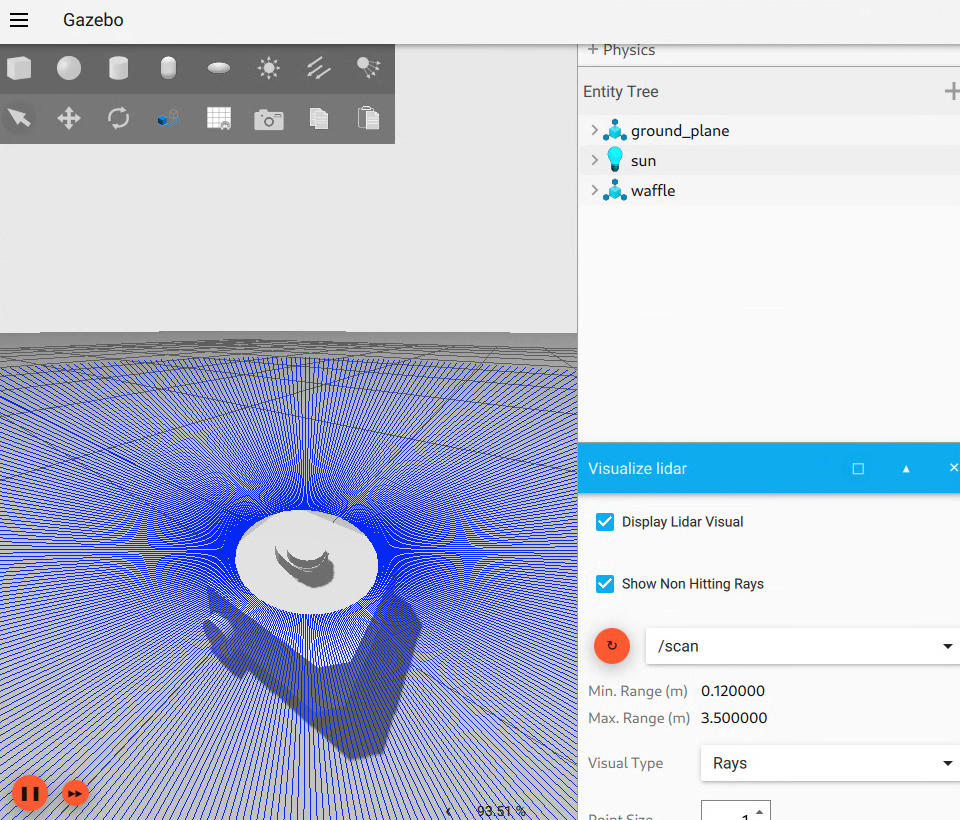 Gazebo
Physics
Entity Tree
ground_plane
sun
waffle
Visualize lidar
Display Lidar Visual
Show Non Hitting Rays
/scan
Min. Range (m) 0.120000
Max. Range (m) 3.500000
Visual Type Rays
Point Size 1
93.51 %